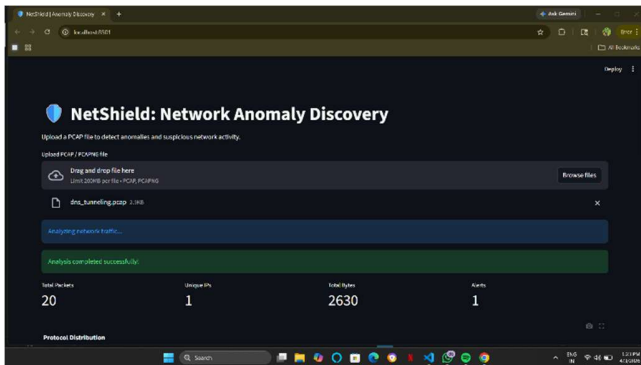 NetShield | Anomaly Discovery
Ask Gemini
localhost:8501
Error
All Bookmarks
Deploy
NetShield: Network Anomaly Discovery
Upload a PCAP file to detect anomalies and suspicious network activity.
Upload PCAP / PCAPNG file
Drag and drop file here
Limit 200MB per file • PCAP, PCAPNG
Browse files
dns_tunneling.pcap
Analyzing network traffic...
Analysis completed successfully!
Total Packets
Unique IPs
Total Bytes
Alerts
20
1
2630
1
Protocol Distribution
Search
ENG
IN